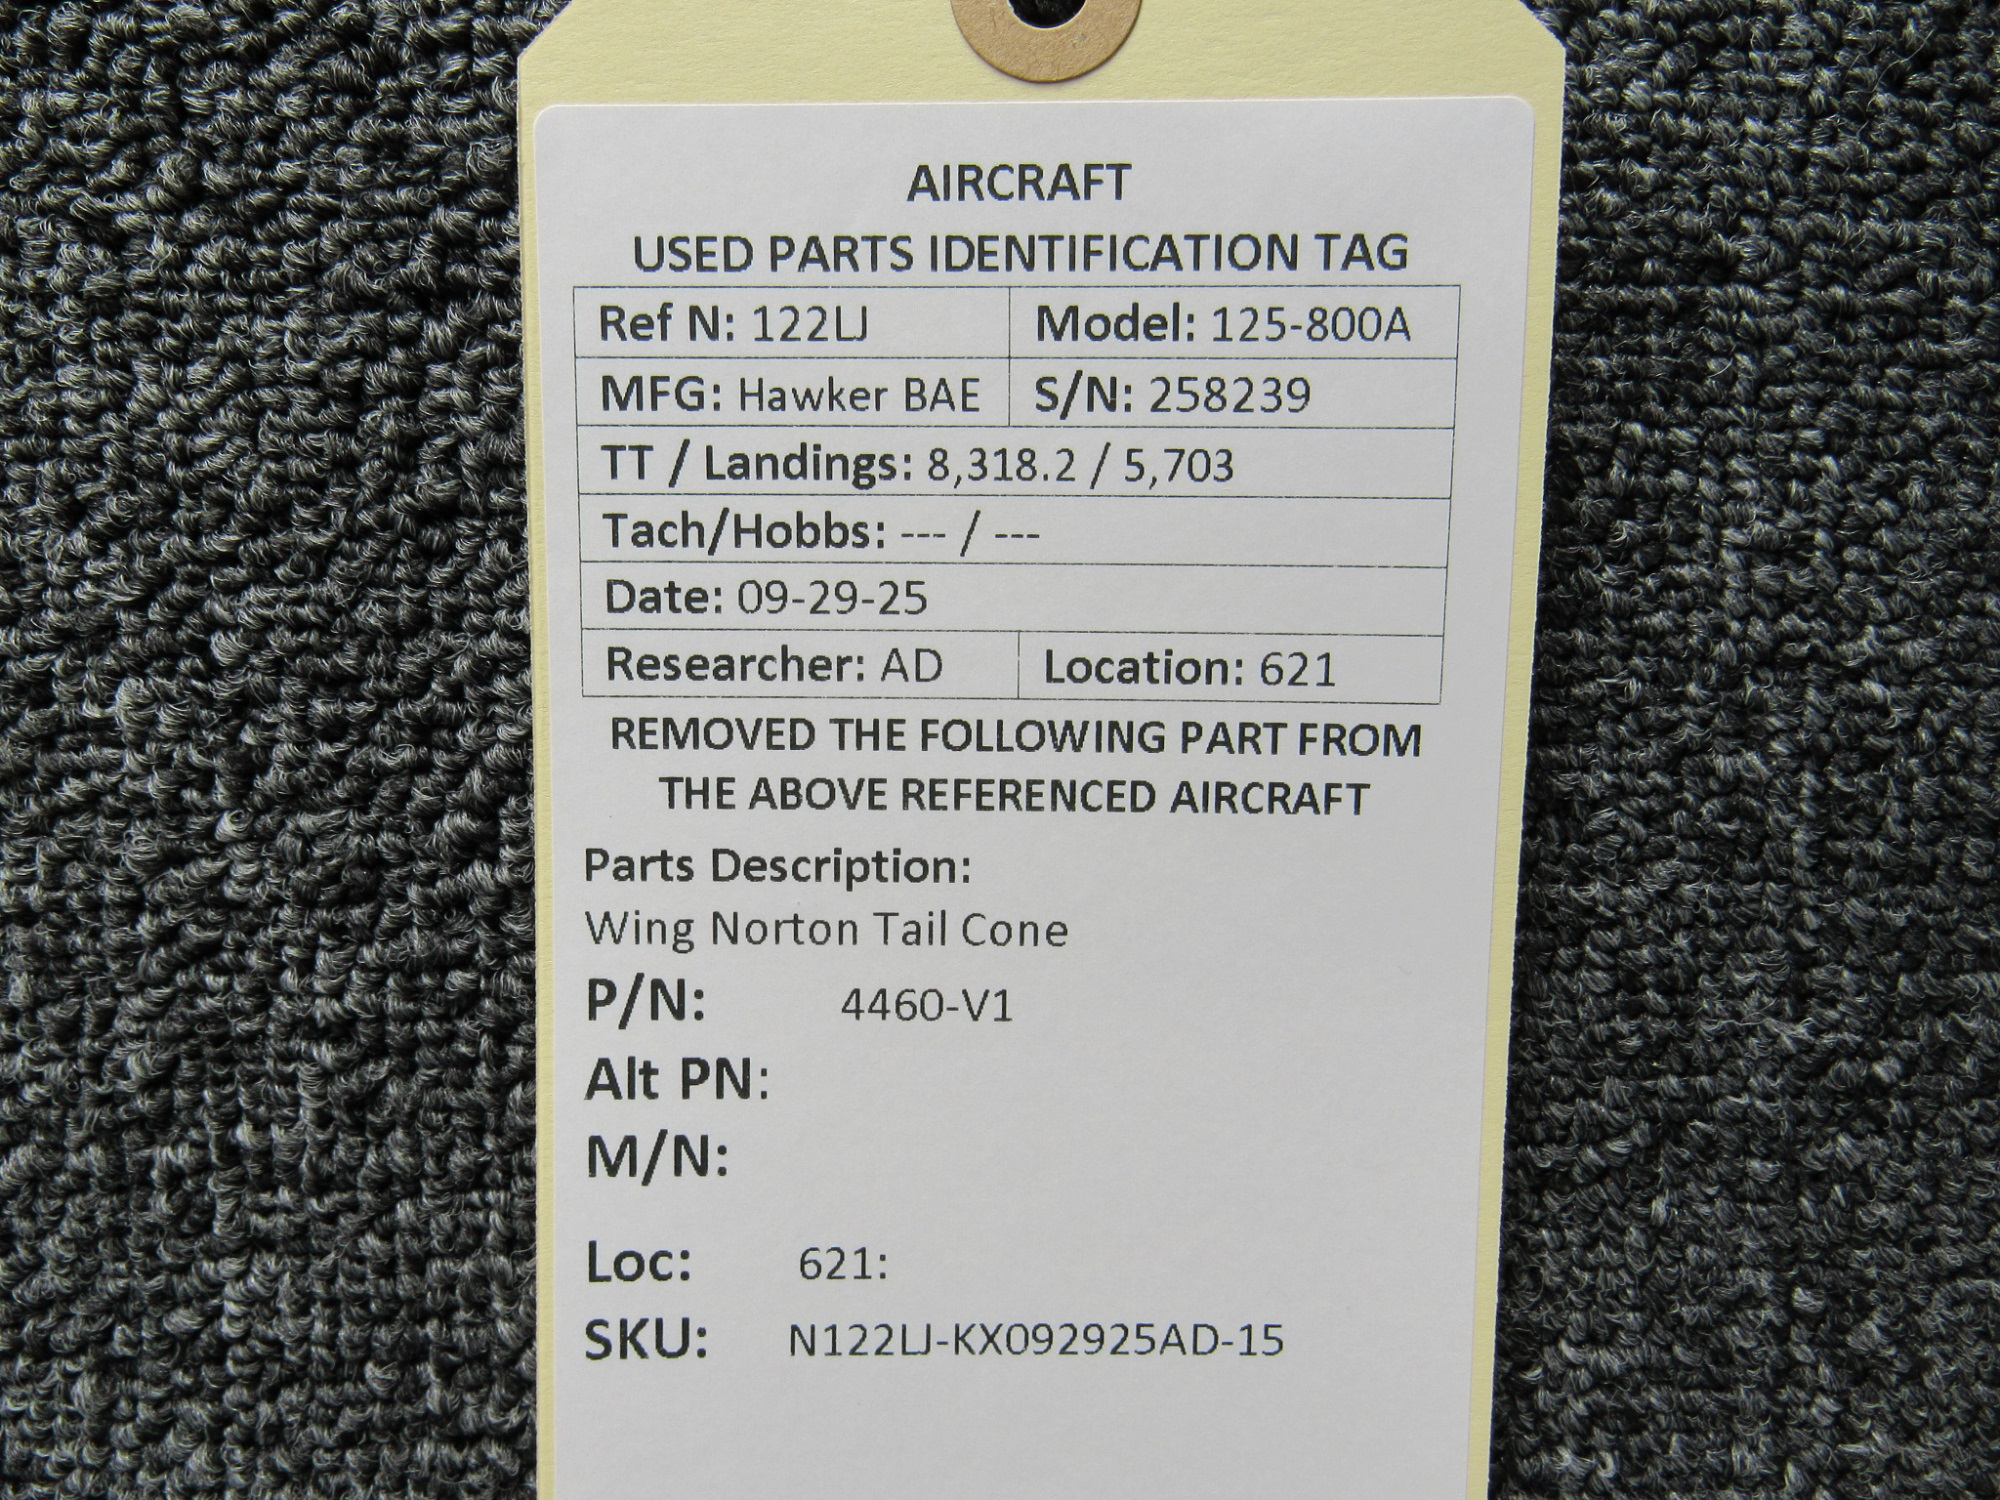 AIRCRAFT
USED PARTS IDENTIFICATION TAG
Ref N: 122LJ Model: 125-800A
MFG: Hawker BAE S/N: 258239
TT / Landings: 8,318.2 / 5,703
Tach/Hobbs: --- / ---
Date: 09-29-25
Researcher: AD Location: 621
REMOVED THE FOLLOWING PART FROM
THE ABOVE REFERENCED AIRCRAFT
Parts Description:
Wing Norton Tail Cone
P/N: 4460-V1
Alt PN:
M/N:
Loc: 621:
SKU: N122LJ-KX092925AD-15